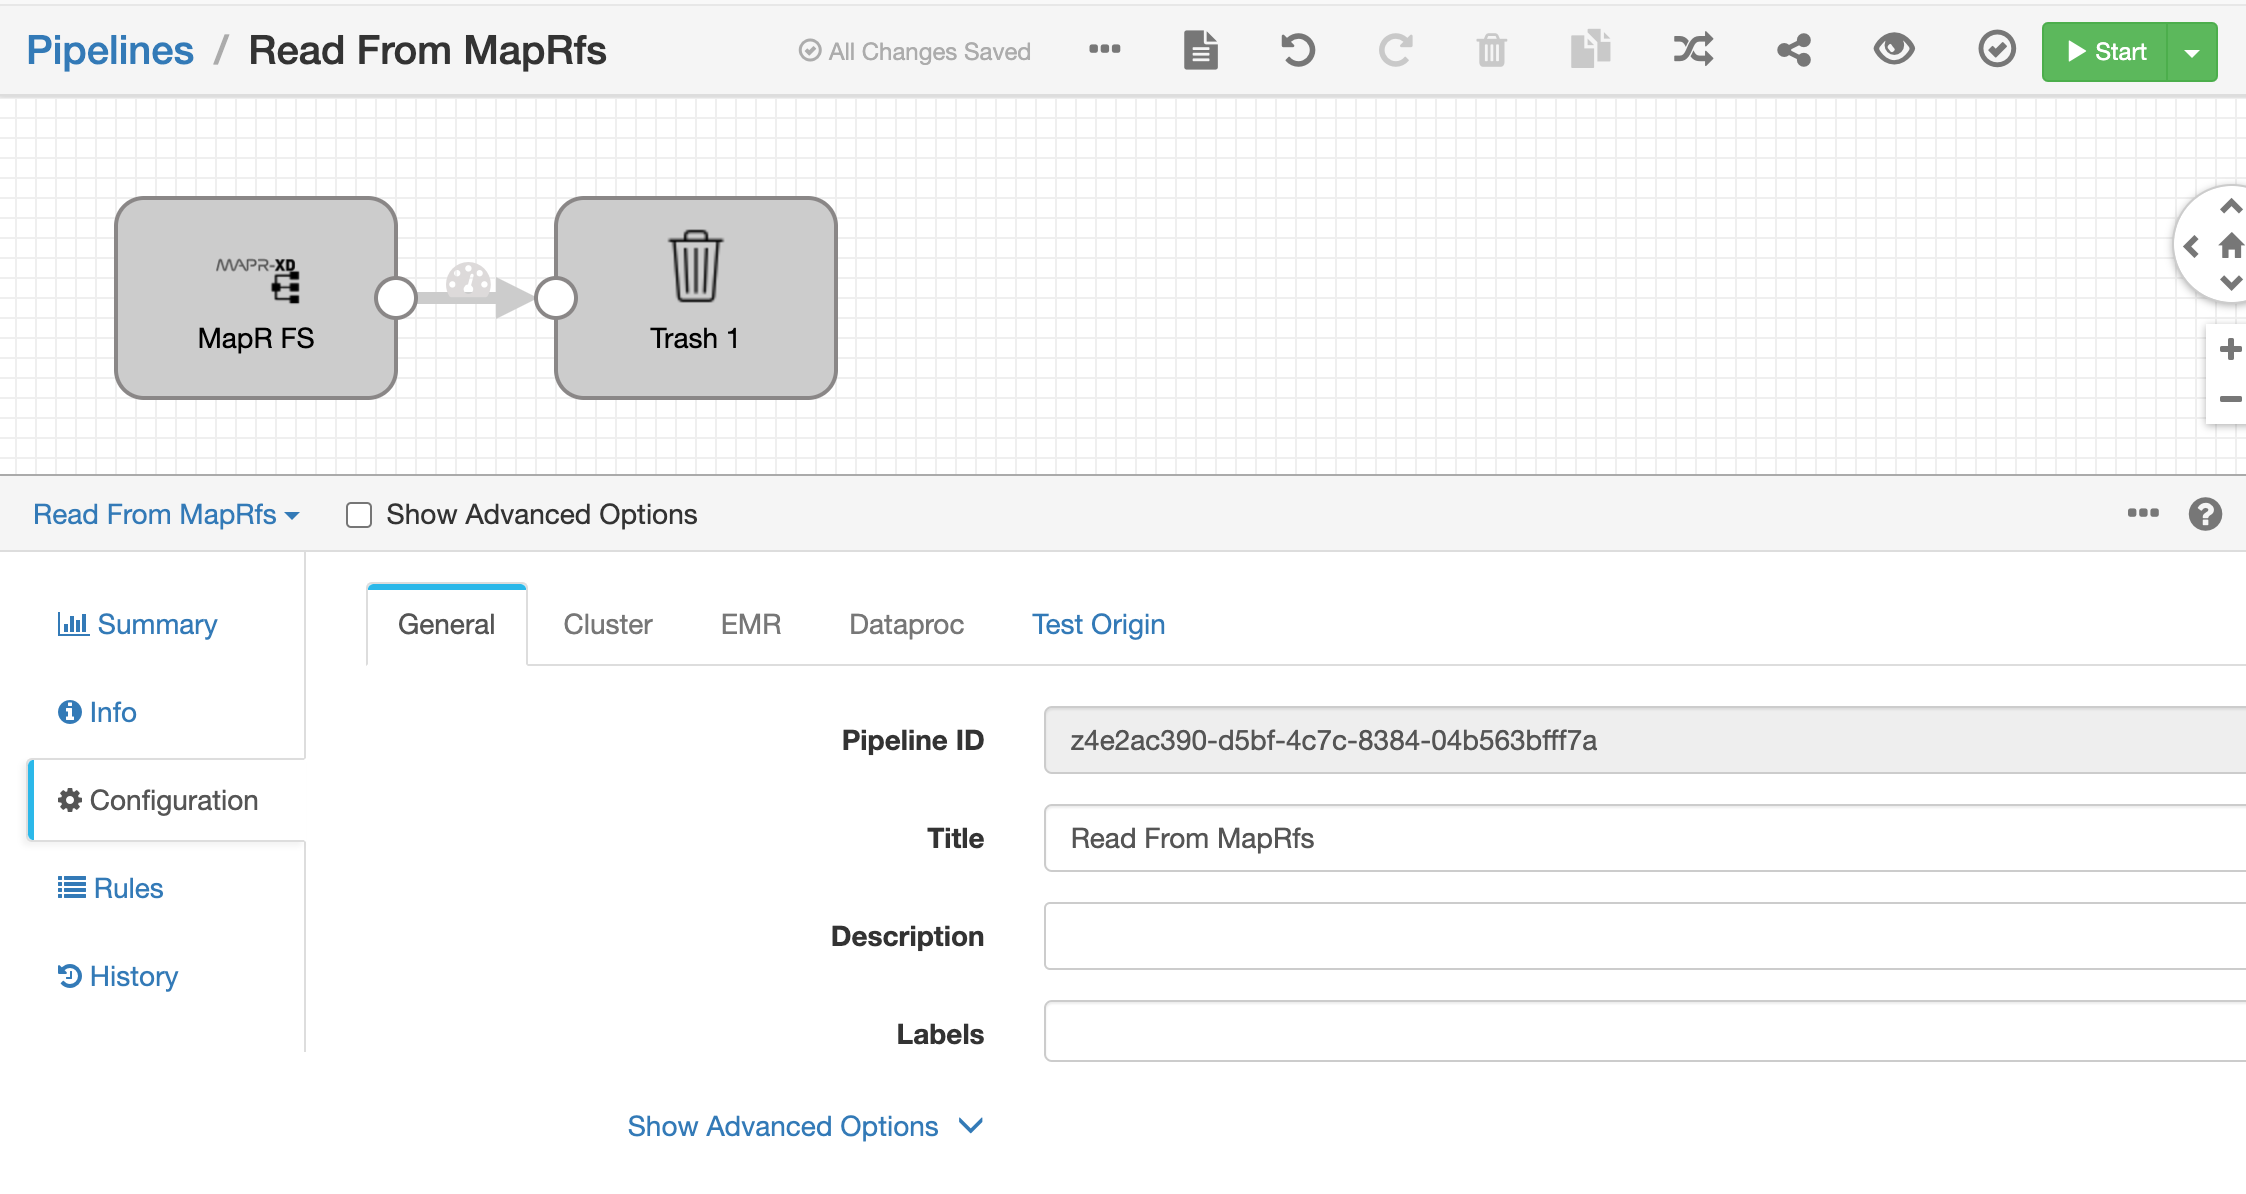 Pipelines / Read From MapRfs
All Changes Saved
Start
MAPR-XD
MapR FS
Trash 1
Read From MapRfs
Show Advanced Options
Summary
Info
Configuration
Rules
History
General Cluster EMR Dataproc Test Origin
Pipeline ID z4e2ac390-d5bf-4c7c-8384-04b563bfff7a
Title Read From MapRfs
Description
Labels
Show Advanced Options